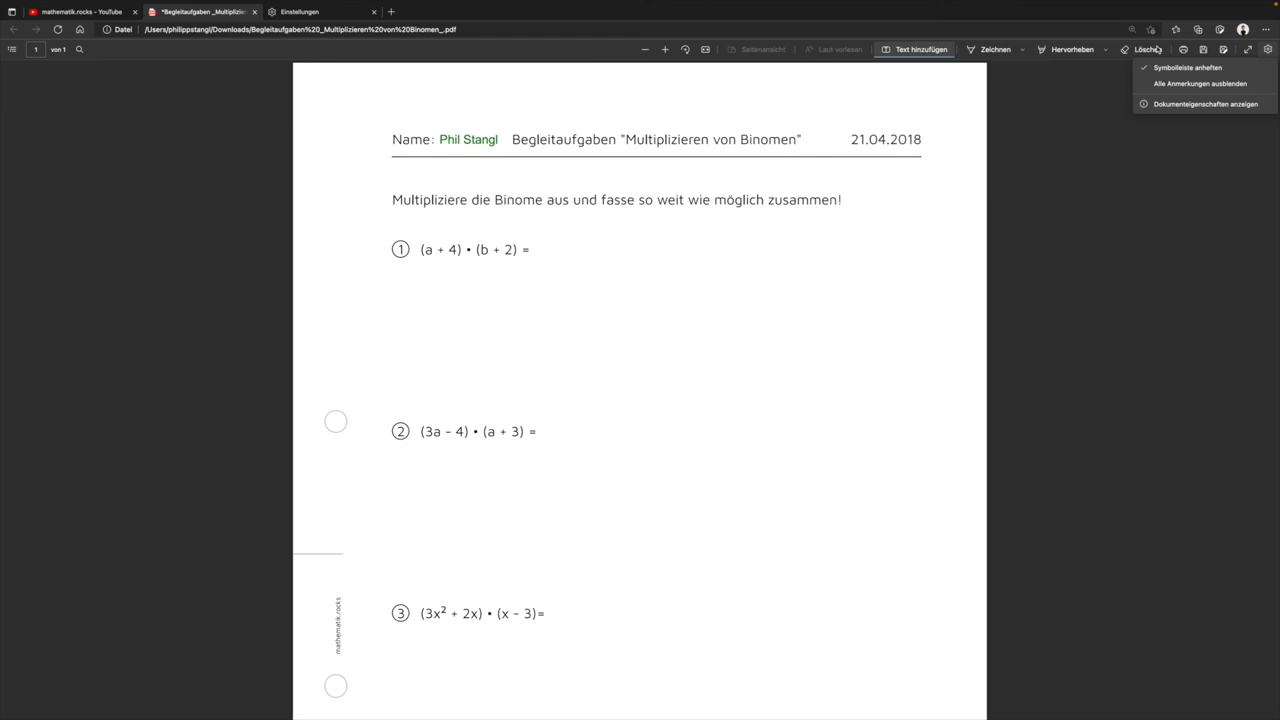 mathematik.rocks - YouTube
*Begleitaufgaben _Multiplizier
Einstellungen
Datei
/Users/philippstangl/Downloads/Begleitaufgaben%20_Multiplizieren%20von%20Binomen_.pdf
1 von 1
Seitenansicht
Laut vorlesen
Text hinzufügen
Zeichnen
Hervorheben
Symbolleiste anheften
Alle Anmerkungen ausblenden
Dokumenteigenschaften anzeigen
Name: Phil Stangl Begleitaufgaben "Multiplizieren von Binomen" 21.04.2018
Multipliziere die Binome aus und fasse so weit wie möglich zusammen!
1 (a + 4) • (b + 2) =
2 (3a - 4) • (a + 3) =
3 (3x² + 2x) • (x - 3)=
mathematik.rocks